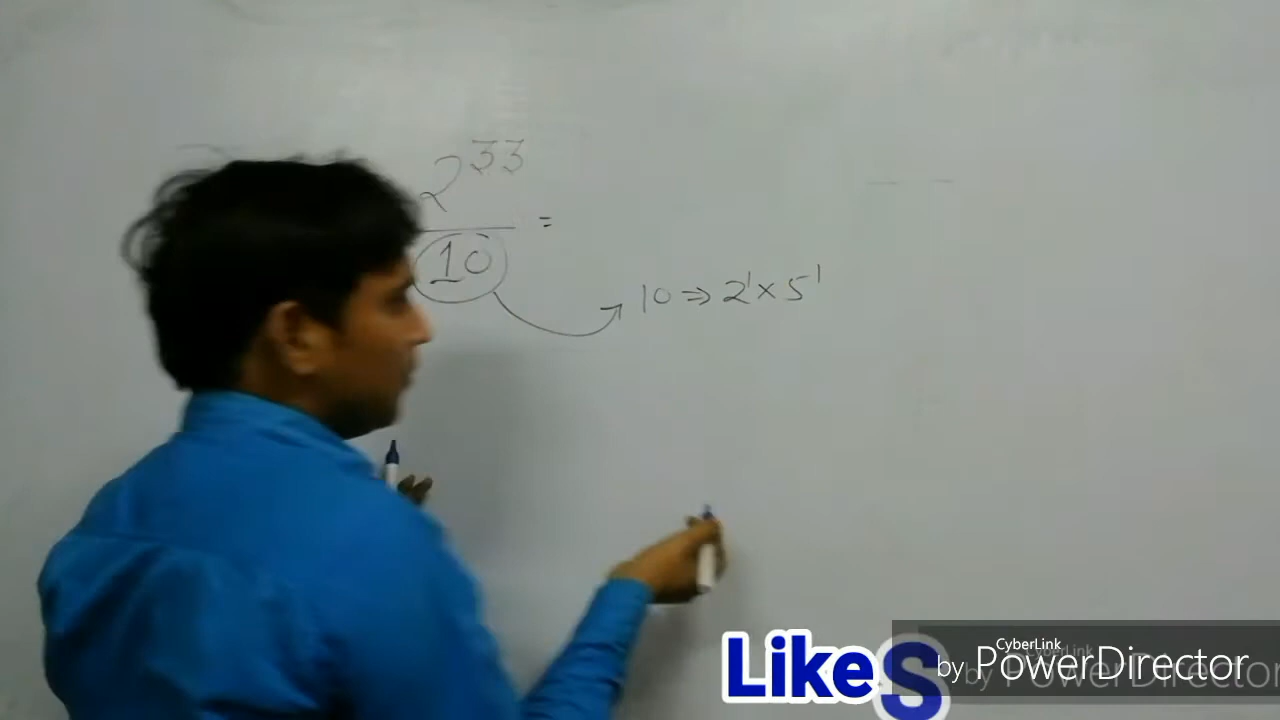 2^33
=
10
10 ⇒ 2^1 × 5^1
LikeS
CyberLink
by PowerDirector